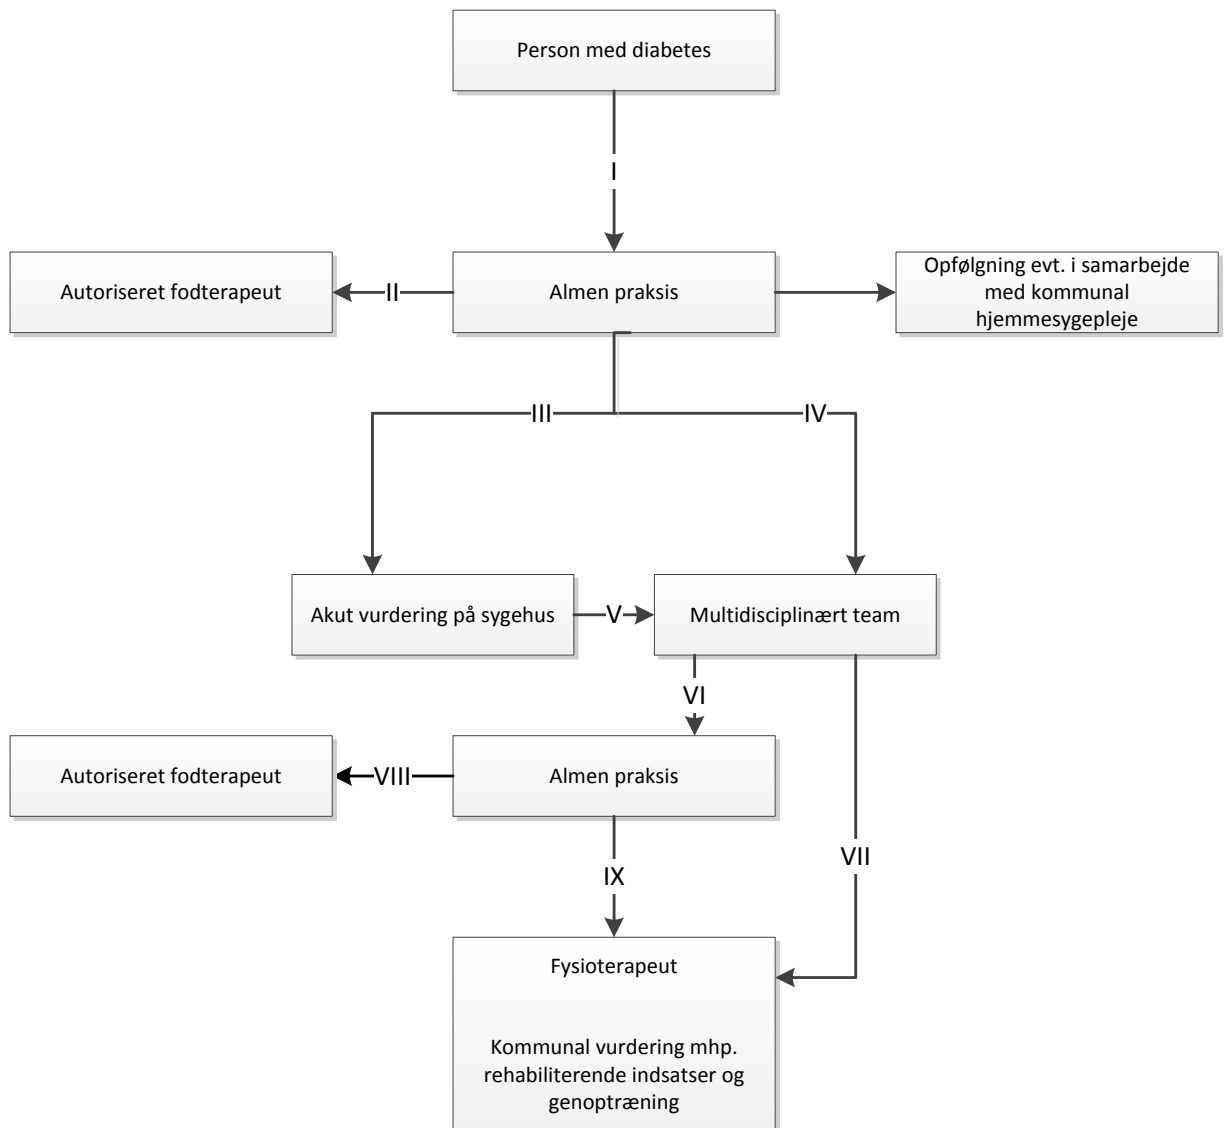 Person med diabetes
I
Autoriseret fodterapeut
II
Almen praksis
Opfølgning evt. i samarbejde
med kommunal
hjemmesygepleje
III
IV
Akut vurdering på sygehus
V
Multidisciplinært team
VI
Autoriseret fodterapeut
VIII
Almen praksis
VII
IX
Fysioterapeut
Kommunal vurdering mhp.
rehabiliterende indsatser og
genoptræning